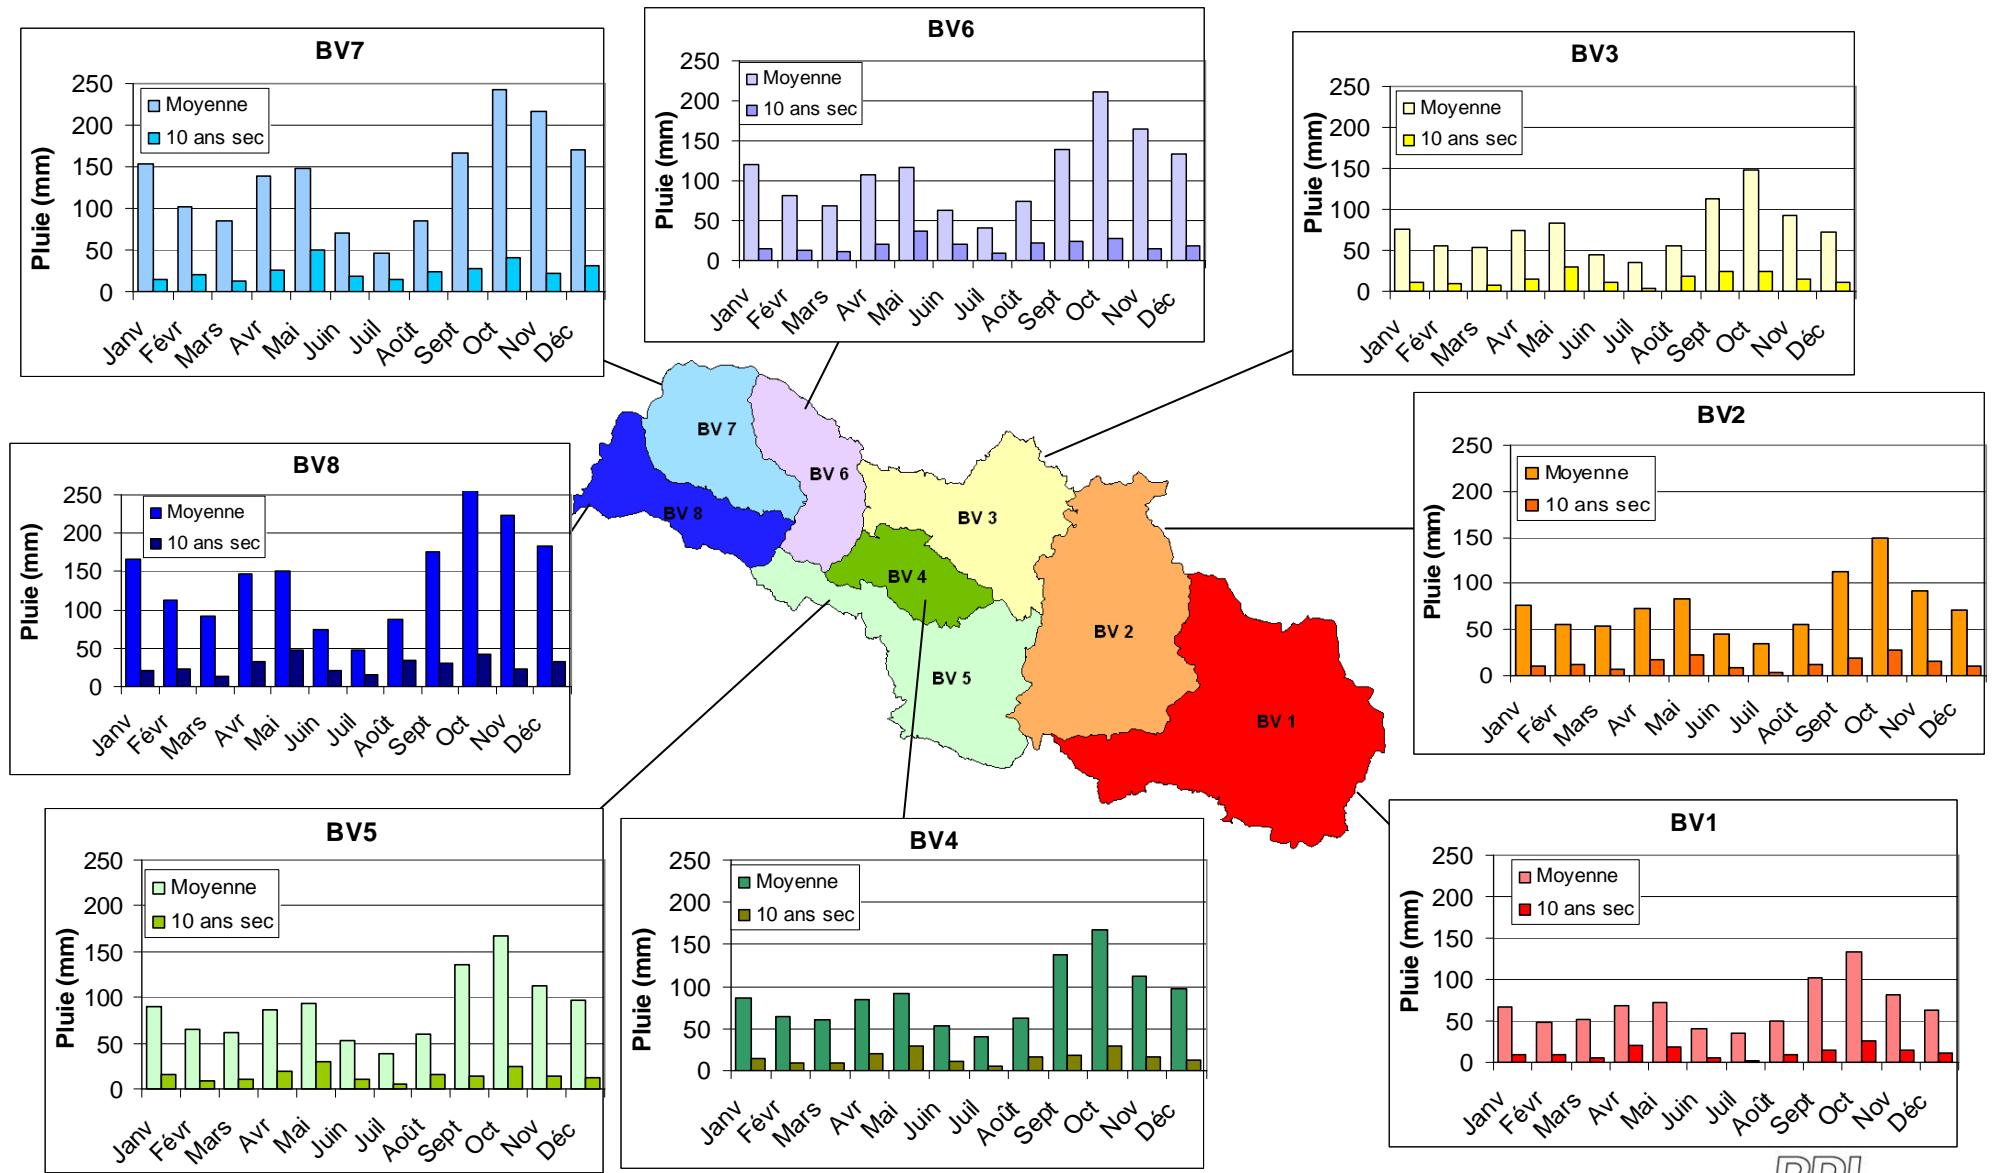 BV7
Pluie (mm)
250
200
150
100
50
0
Moyenne
10 ans sec
Janv Févr Mars Avr Mai Juin Juil Août Sept Oct Nov Déc
BV6
Pluie (mm)
250
200
150
100
50
0
Moyenne
10 ans sec
Janv Févr Mars Avr Mai Juin Juil Août Sept Oct Nov Déc
BV3
Pluie (mm)
250
200
150
100
50
0
Moyenne
10 ans sec
Janv Févr Mars Avr Mai Juin Juil Août Sept Oct Nov Déc
BV8
Pluie (mm)
250
200
150
100
50
0
Moyenne
10 ans sec
Janv Févr Mars Avr Mai Juin Juil Août Sept Oct Nov Déc
BV 7
BV 6
BV 8
BV 3
BV 4
BV 2
BV 5
BV 1
BV2
Pluie (mm)
250
200
150
100
50
0
Moyenne
10 ans sec
Janv Févr Mars Avr Mai Juin Juil Août Sept Oct Nov Déc
BV5
Pluie (mm)
250
200
150
100
50
0
Moyenne
10 ans sec
Janv Févr Mars Avr Mai Juin Juil Août Sept Oct Nov Déc
BV4
Pluie (mm)
250
200
150
100
50
0
Moyenne
10 ans sec
Janv Févr Mars Avr Mai Juin Juil Août Sept Oct Nov Déc
BV1
Pluie (mm)
250
200
150
100
50
0
Moyenne
10 ans sec
Janv Févr Mars Avr Mai Juin Juil Août Sept Oct Nov Déc